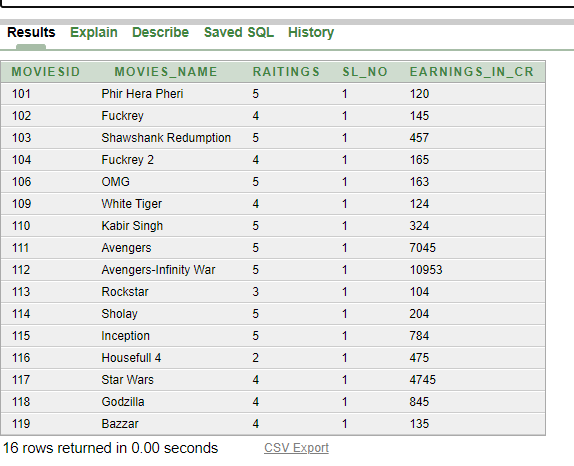 Results Explain Describe Saved SQL History
MOVIESID MOVIES_NAME RAITINGS SL_NO EARNINGS_IN_CR
101 Phir Hera Pheri 5 1 120
102 Fuckrey 4 1 145
103 Shawshank Redumption 5 1 457
104 Fuckrey 2 4 1 165
106 OMG 5 1 163
109 White Tiger 4 1 124
110 Kabir Singh 5 1 324
111 Avengers 5 1 7045
112 Avengers-Infinity War 5 1 10953
113 Rockstar 3 1 104
114 Sholay 5 1 204
115 Inception 5 1 784
116 Housefull 4 2 1 475
117 Star Wars 4 1 4745
118 Godzilla 4 1 845
119 Bazzar 4 1 135
16 rows returned in 0.00 seconds CSV Export